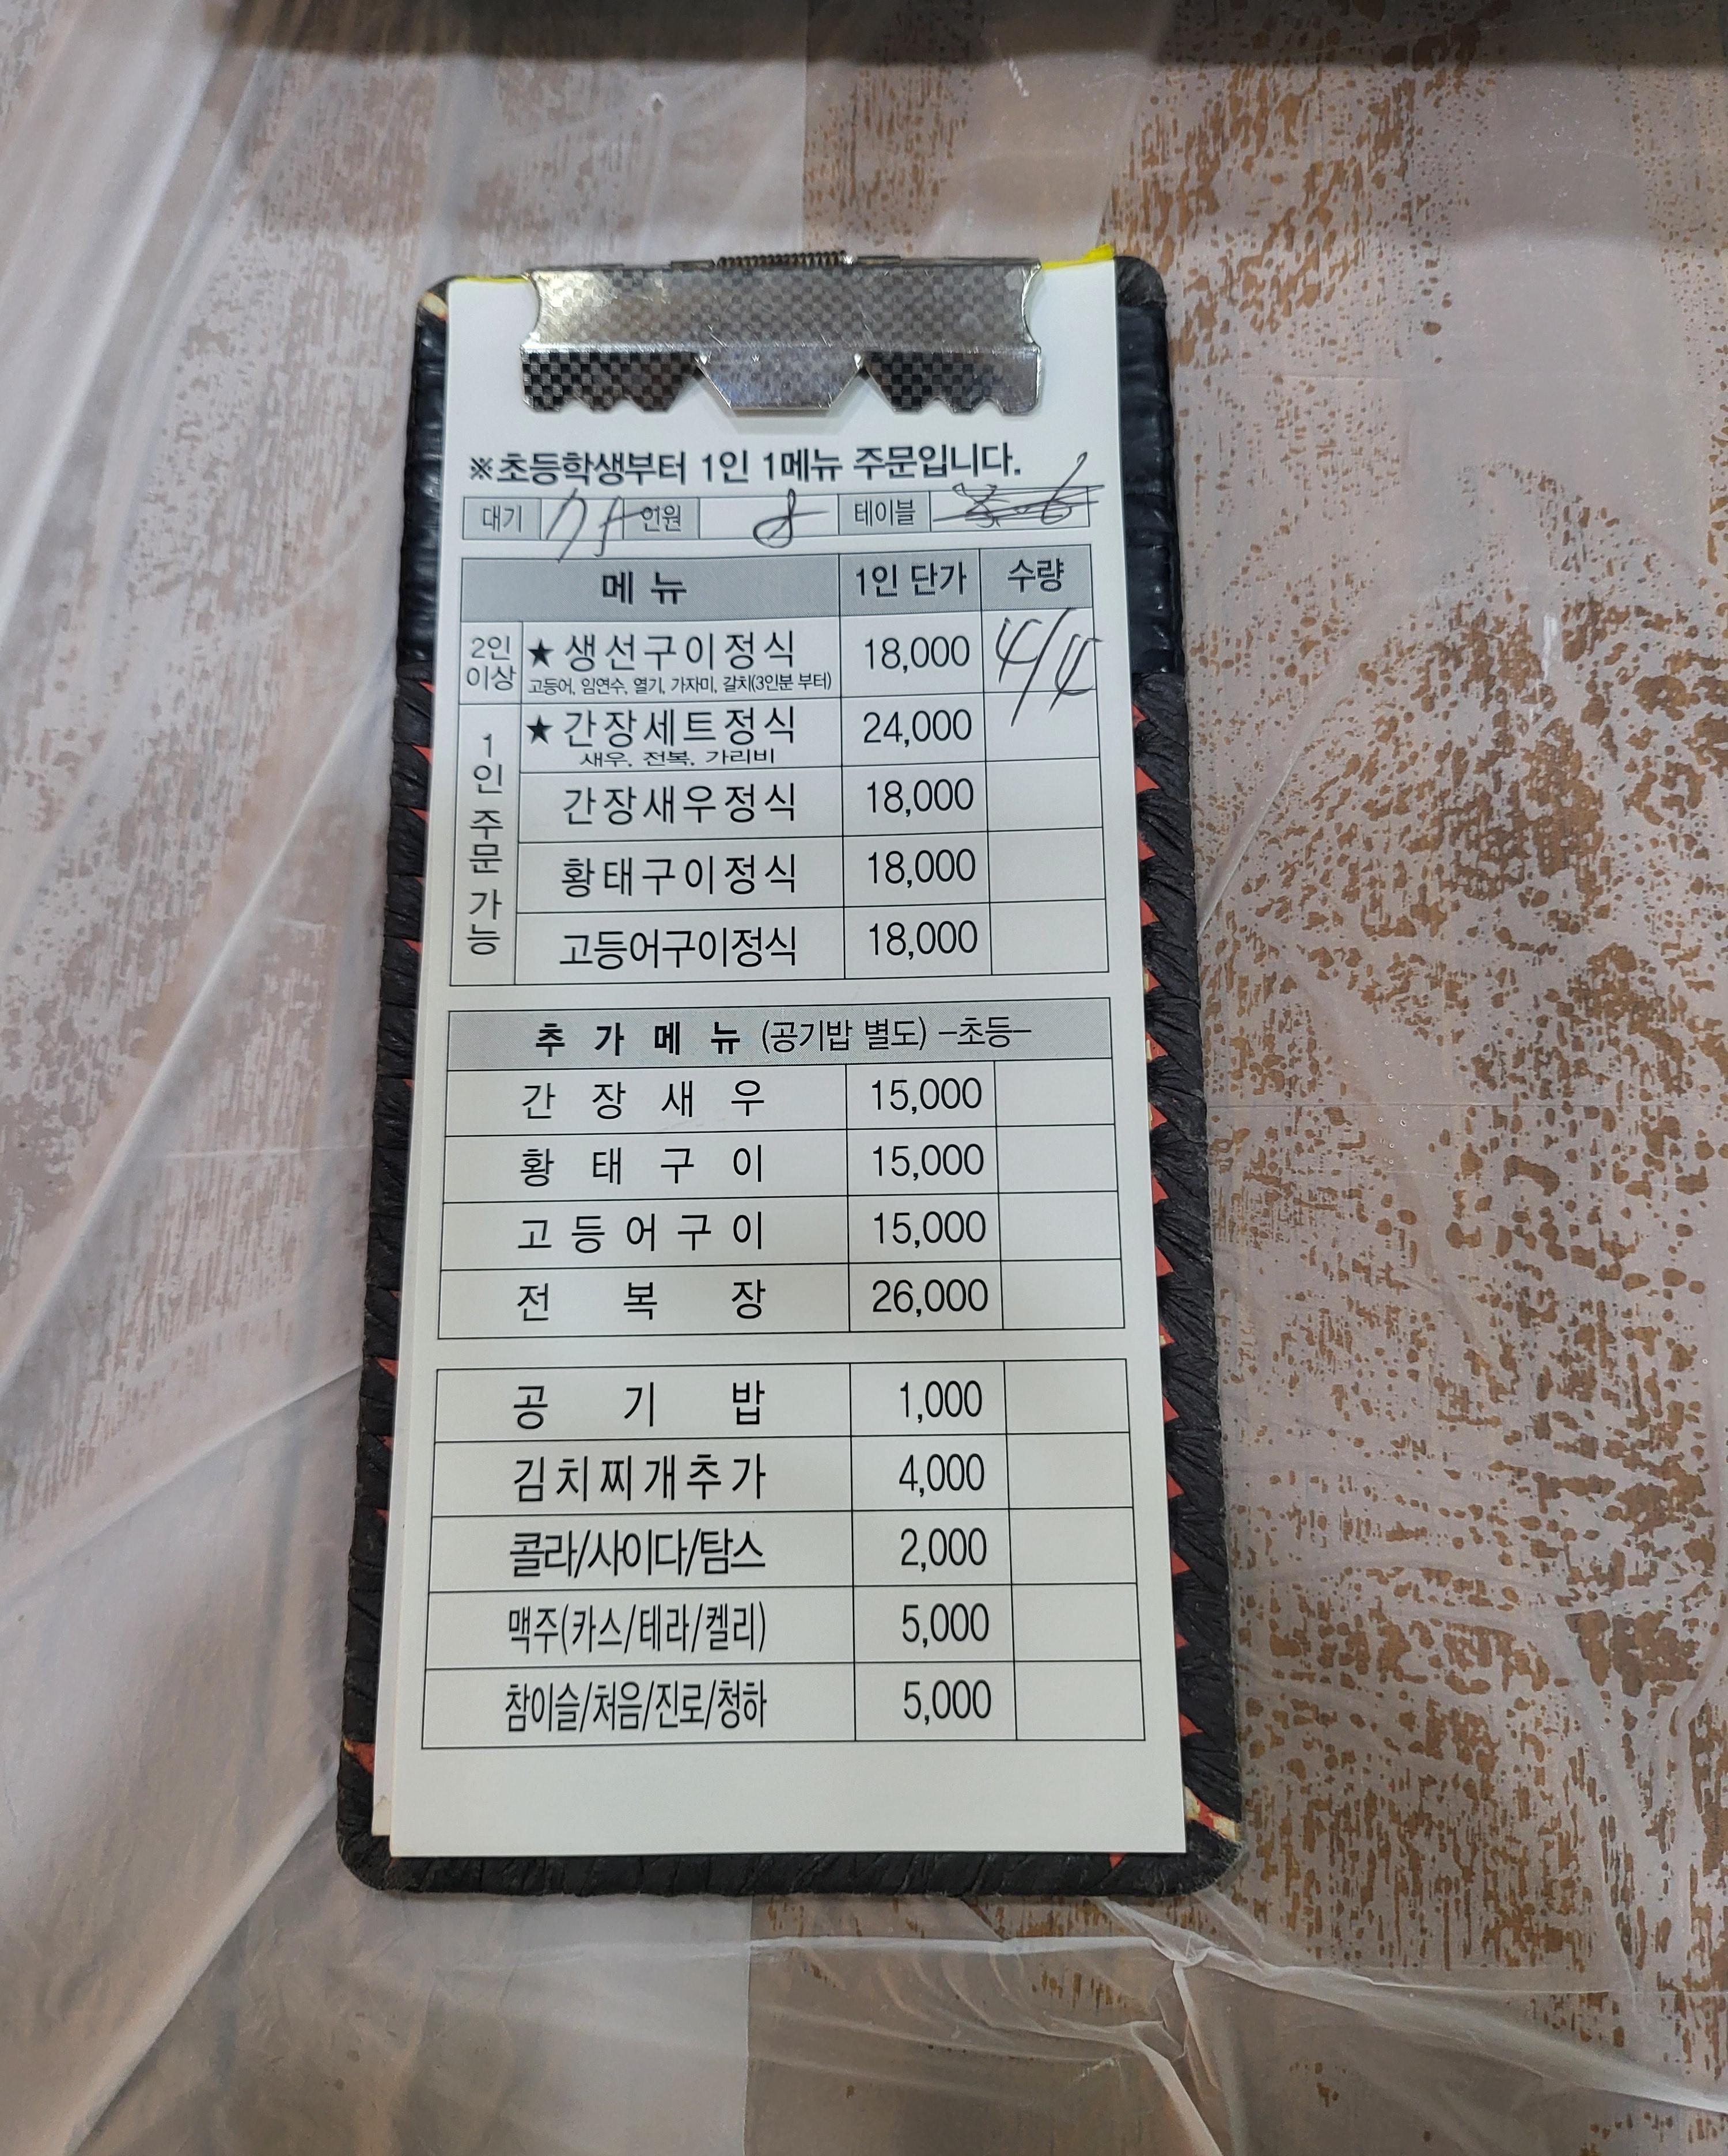 ※초등학생부터 1인 1메뉴 주문입니다.
대기 인원 8 테이블
메뉴 1인 단가 수량
2인 이상 ★생선구이정식 18,000 4/4
고등어, 임연수, 열기, 가자미, 갈치(3인분 부터)
1인 주문 가능 ★간장세트정식 24,000
새우, 전복, 가리비
간장새우정식 18,000
황태구이정식 18,000
고등어구이정식 18,000
추가메뉴 (공기밥 별도) -초등-
간장새우 15,000
황태구이 15,000
고등어구이 15,000
전복장 26,000
공기밥 1,000
김치찌개추가 4,000
콜라/사이다/탐스 2,000
맥주(카스/테라/켈리) 5,000
참이슬/처음/진로/청하 5,000